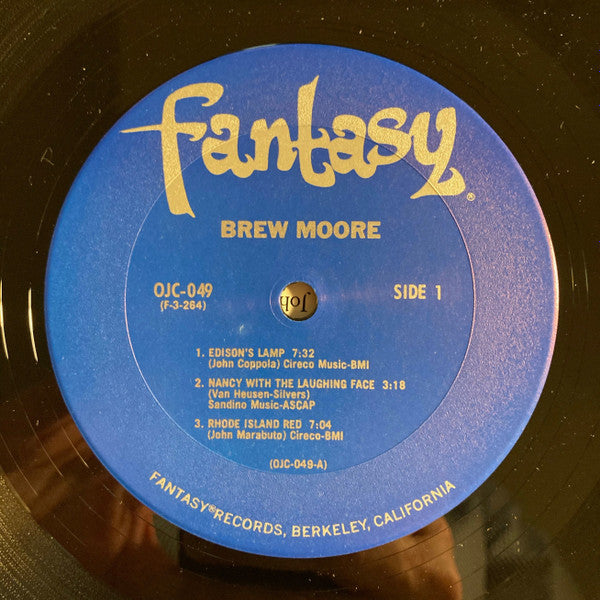 fantasy®
BREW MOORE
OJC-049 SIDE 1
(F-3-264)
1. EDISON'S LAMP 7:32
(John Coppola) Cireco Music-BMI
2. NANCY WITH THE LAUGHING FACE 3:18
(Van Heusen-Silvers)
Sandino Music-ASCAP
3. RHODE ISLAND RED 7:04
(John Marabuto) Cireco-BMI
(OJC-049-A)
FANTASY® RECORDS, BERKELEY, CALIFORNIA
Joh